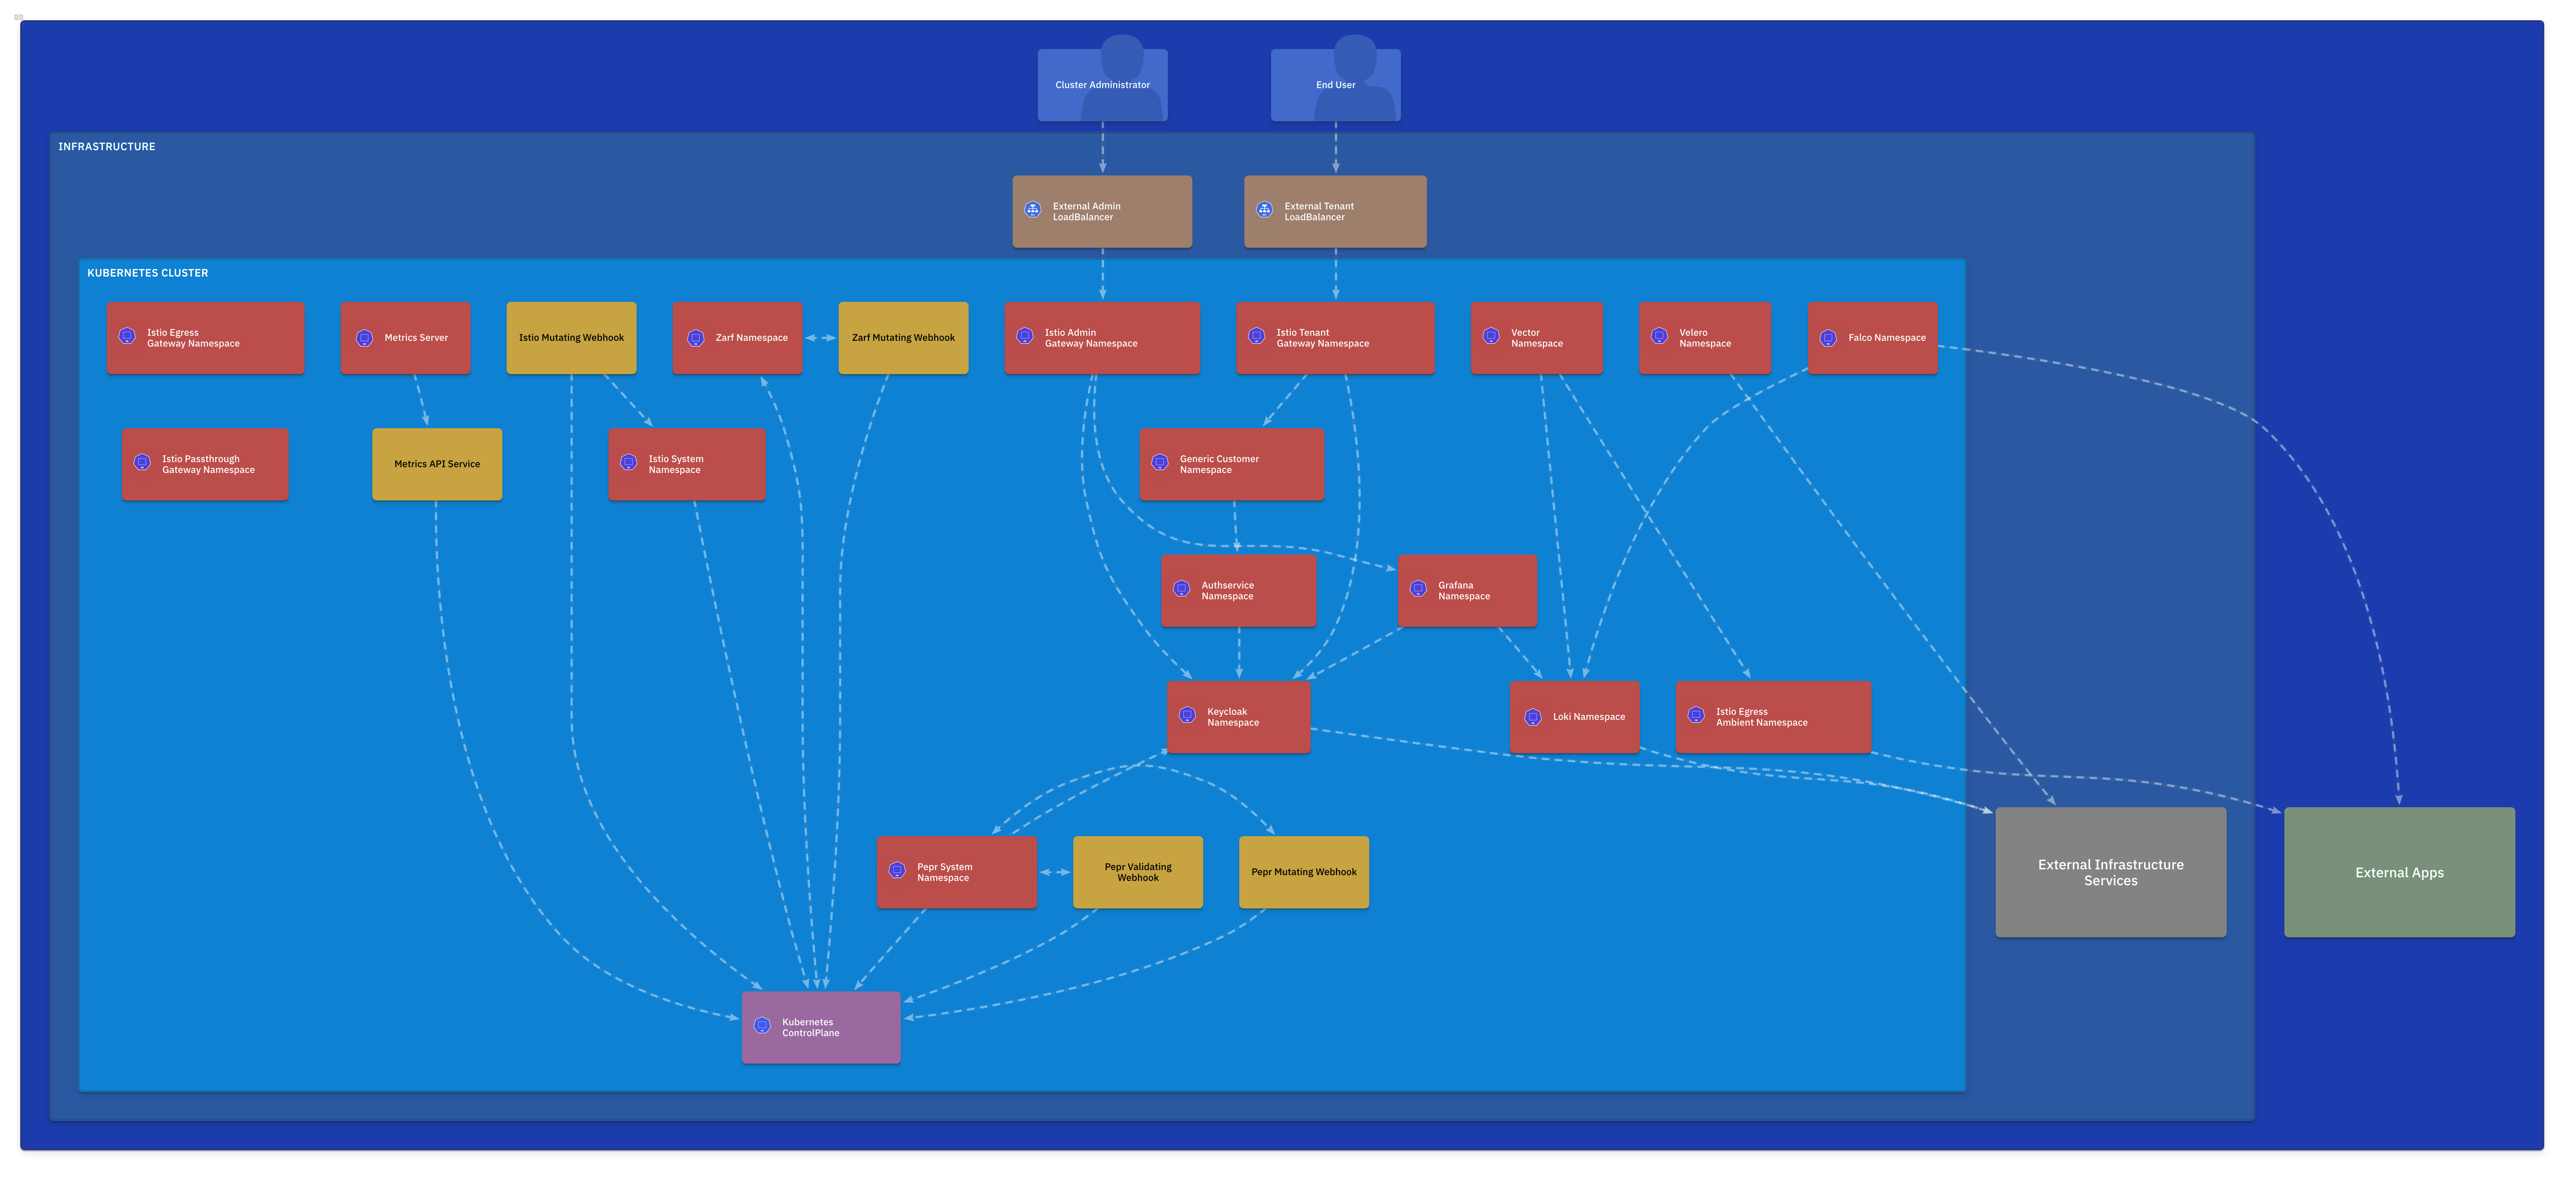 Cluster Administrator
End User
INFRASTRUCTURE
External Admin
LoadBalancer
External Tenant
LoadBalancer
KUBERNETES CLUSTER
Istio Egress
Gateway Namespace
Metrics Server
Istio Mutating Webhook
Zarf Namespace
Zarf Mutating Webhook
Istio Admin
Gateway Namespace
Istio Tenant
Gateway Namespace
Vector
Namespace
Velero
Namespace
Falco Namespace
Istio Passthrough
Gateway Namespace
Metrics API Service
Istio System
Namespace
Generic Customer
Namespace
Authservice
Namespace
Grafana
Namespace
Keycloak
Namespace
Loki Namespace
Istio Egress
Ambient Namespace
Pepr System
Namespace
Pepr Validating
Webhook
Pepr Mutating Webhook
External Infrastructure
Services
External Apps
Kubernetes
ControlPlane